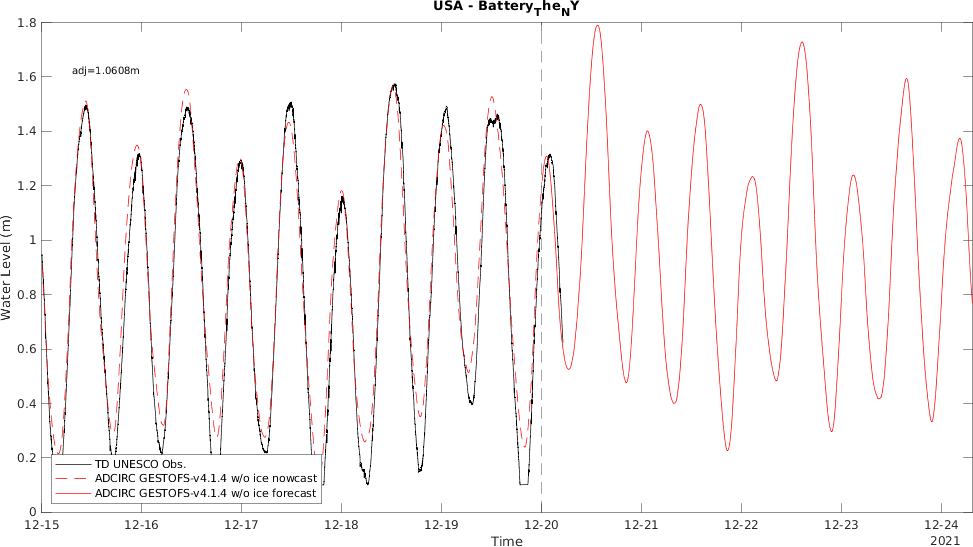 USA - Battery_The_NY
adj=1.0608m
1.8
1.6
1.4
1.2
1
0.8
0.6
0.4
0.2
0
Water Level (m)
TD UNESCO Obs.
ADCIRC GESTOFS-v4.1.4 w/o ice nowcast
ADCIRC GESTOFS-v4.1.4 w/o ice forecast
12-15 12-16 12-17 12-18 12-19 12-20 12-21 12-22 12-23 12-24
Time
2021